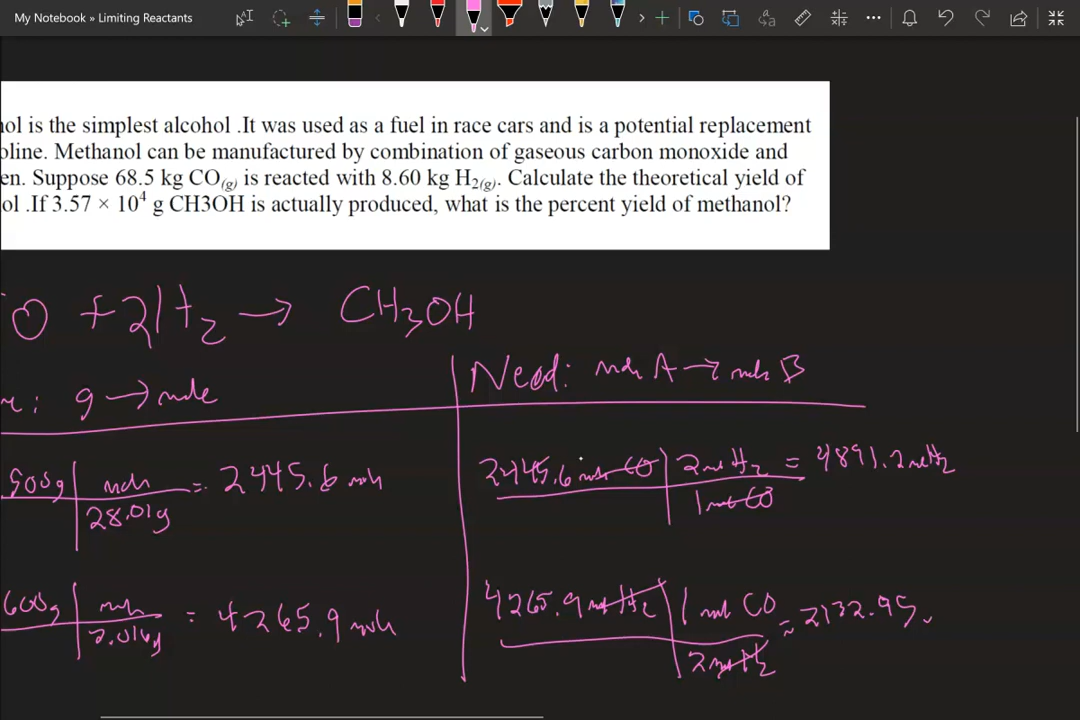 My Notebook » Limiting Reactants
nol is the simplest alcohol .It was used as a fuel in race cars and is a potential replacement
oline. Methanol can be manufactured by combination of gaseous carbon monoxide and
en. Suppose 68.5 kg CO(g) is reacted with 8.60 kg H2(g). Calculate the theoretical yield of
ol .If 3.57 × 10⁴ g CH3OH is actually produced, what is the percent yield of methanol?
O + 2H₂ → CH₃OH
Need: mol A → mol B
g → mole
500g | mol = 2445.6 mol
28.01g
2445.6 mol CO | 2 mol H₂ = 4891.2 mol H₂
1 mol CO
600g | mol = 4265.9 mol
2.016g
4265.9 mol H₂ | 1 mol CO = 2132.95
2 mol H₂